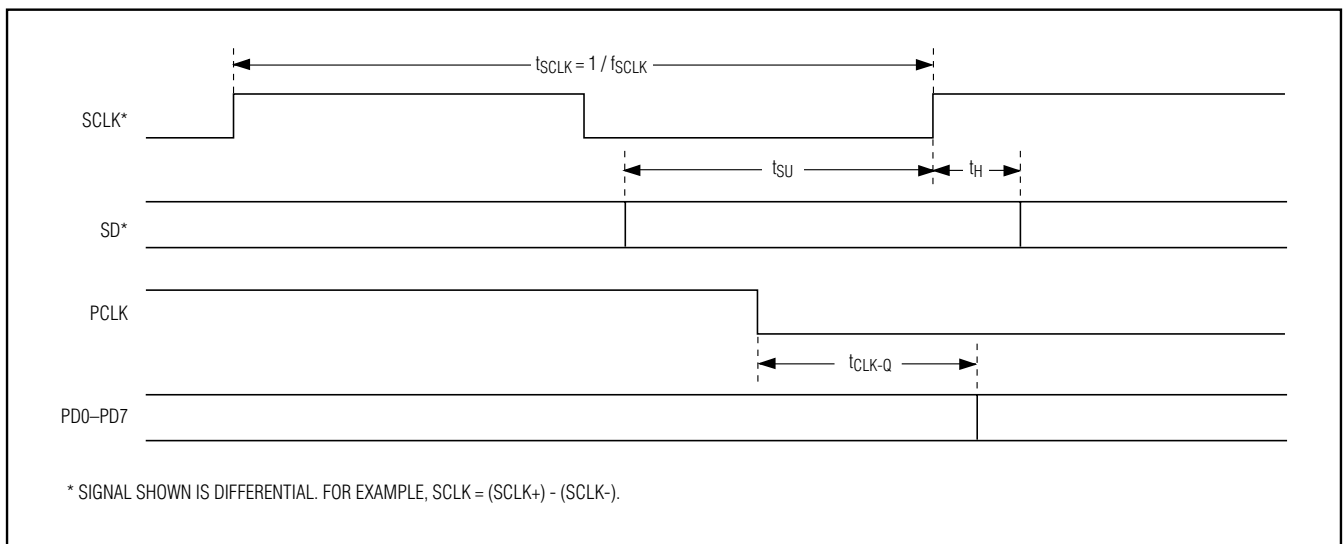 tSCLK = 1 / fSCLK
SCLK*
tSU
tH
SD*
PCLK
tCLK-Q
PD0–PD7
* SIGNAL SHOWN IS DIFFERENTIAL. FOR EXAMPLE, SCLK = (SCLK+) - (SCLK-).